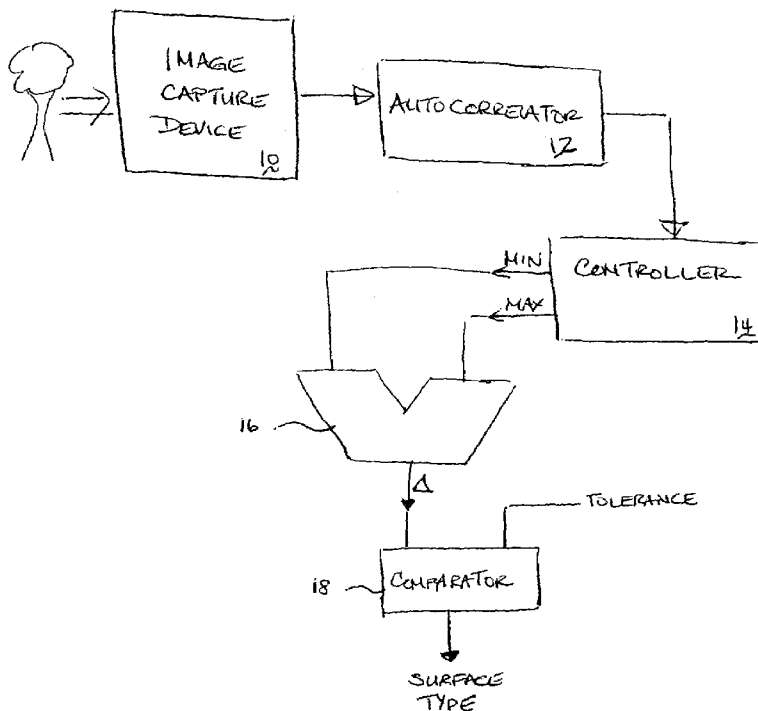 IMAGE
CAPTURE
DEVICE
10
AUTOCORRELATOR
12
CONTROLLER
14
MIN
MAX
16
Δ
TOLERANCE
18
COMPARATOR
SURFACE
TYPE